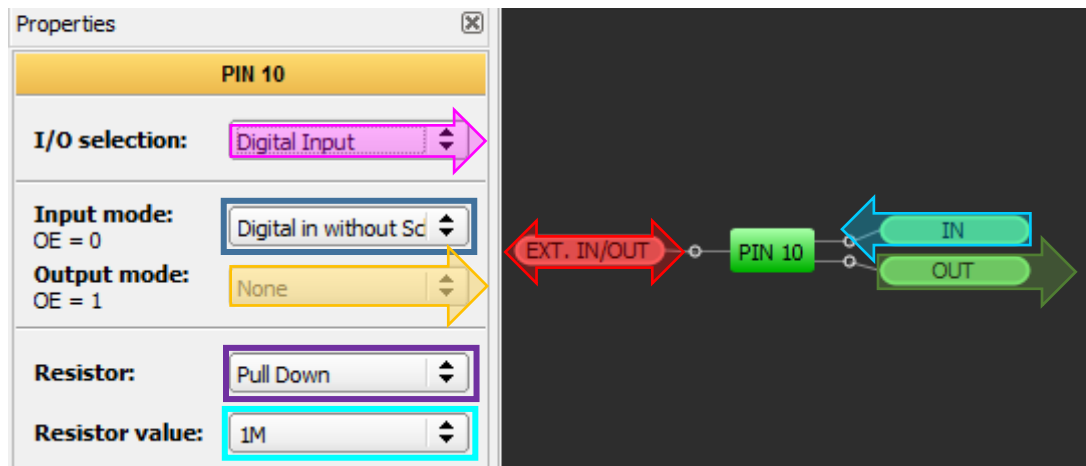 Properties
PIN 10
I/O selection: Digital Input
Input mode: Digital in without Sc
OE = 0
Output mode: None
OE = 1
Resistor: Pull Down
Resistor value: 1M
EXT. IN/OUT
PIN 10
IN
OUT